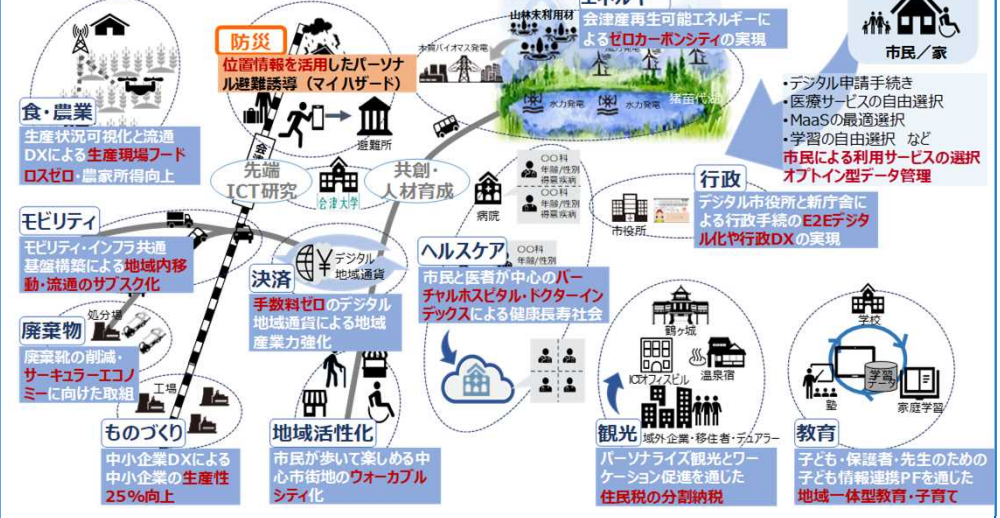 山林未利用材
会津産再生可能エネルギーに
よるゼロカーボンシティの実現
木質バイオマス発電
水力発電
水力発電
猪苗代湖
市民／家
・デジタル申請手続き
・医療サービスの自由選択
・MaaSの最適選択
・学習の自由選択 など
市民による利用サービスの選択
オプトイン型データ管理
防災
位置情報を活用したパーソナ
ル避難誘導（マイハザード）
避難所
食・農業
生産状況可視化と流通
DXによる生産現場フード
ロスゼロ・農家所得向上
先端
ICT研究
会津大学
共創・
人材育成
病院
〇〇科
年齢/性別
得意疾病
〇〇科
年齢/性別
得意疾病
〇〇科
年齢/性別
市役所
行政
デジタル市役所と新庁舎に
よる行政手続のE2Eデジタ
ル化や行政DXの実現
モビリティ
モビリティ・インフラ共通
基盤構築による地域内移
動・流通のサブスク化
決済
デジタル
地域通貨
手数料ゼロのデジタル
地域通貨による地域
産業力強化
ヘルスケア
市民と医者が中心のバー
チャルホスピタル・ドクターイン
デックスによる健康長寿社会
廃棄物
処分場
廃棄靴の削減・
サーキュラーエコノ
ミーに向けた取組
工場
ものづくり
中小企業DXによる
中小企業の生産性
25%向上
地域活性化
市民が歩いて楽しめる中
心市街地のウォーカブル
シティ化
鶴ヶ城
ICTオフィスビル
温泉宿
観光
域外企業・移住者・デュアラー
パーソナライズ観光とワー
ケーション促進を通じた
住民税の分割納税
学校
学習
データ
塾
家庭学習
教育
子ども・保護者・先生のための
子ども情報連携PFを通じた
地域一体型教育・子育て